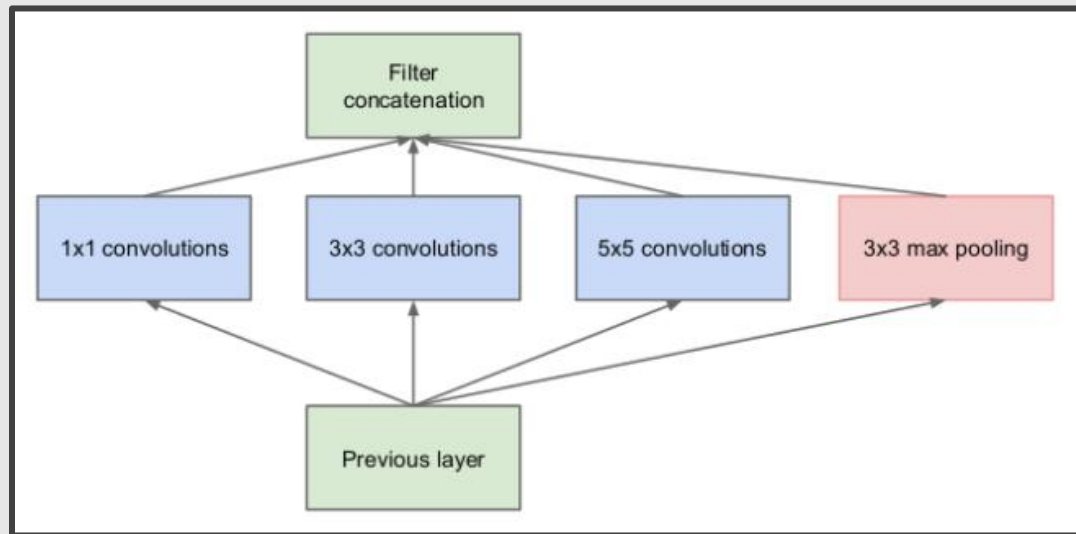 Filter
concatenation
1x1 convolutions
3x3 convolutions
5x5 convolutions
3x3 max pooling
Previous layer